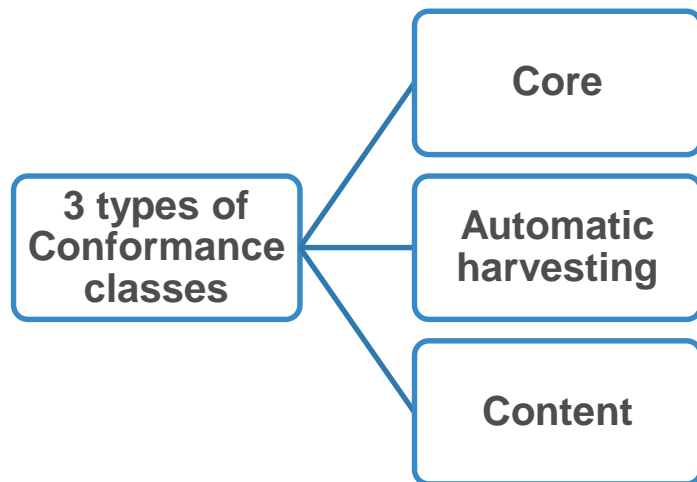 3 types of
Conformance
classes
Core
Automatic
harvesting
Content